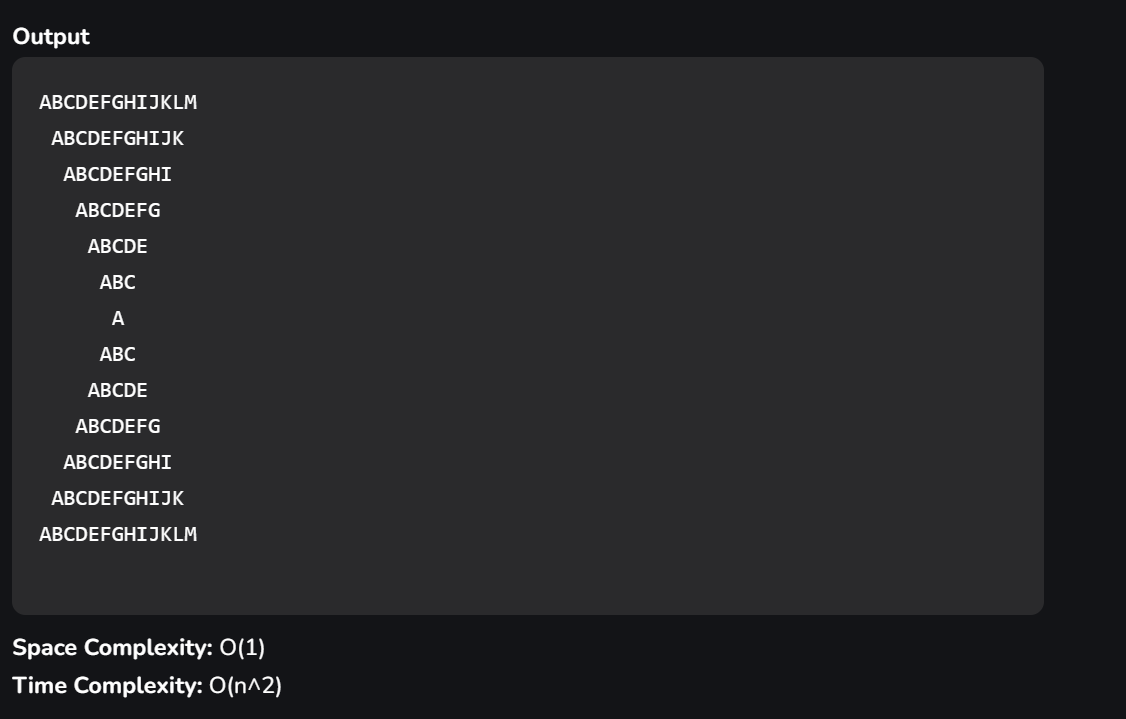 Output
ABCDEFGHIJKLM
ABCDEFGHIJK
ABCDEFGHI
ABCDEFG
ABCDE
ABC
A
ABC
ABCDE
ABCDEFG
ABCDEFGHI
ABCDEFGHIJK
ABCDEFGHIJKLM
Space Complexity: O(1)
Time Complexity: O(n^2)